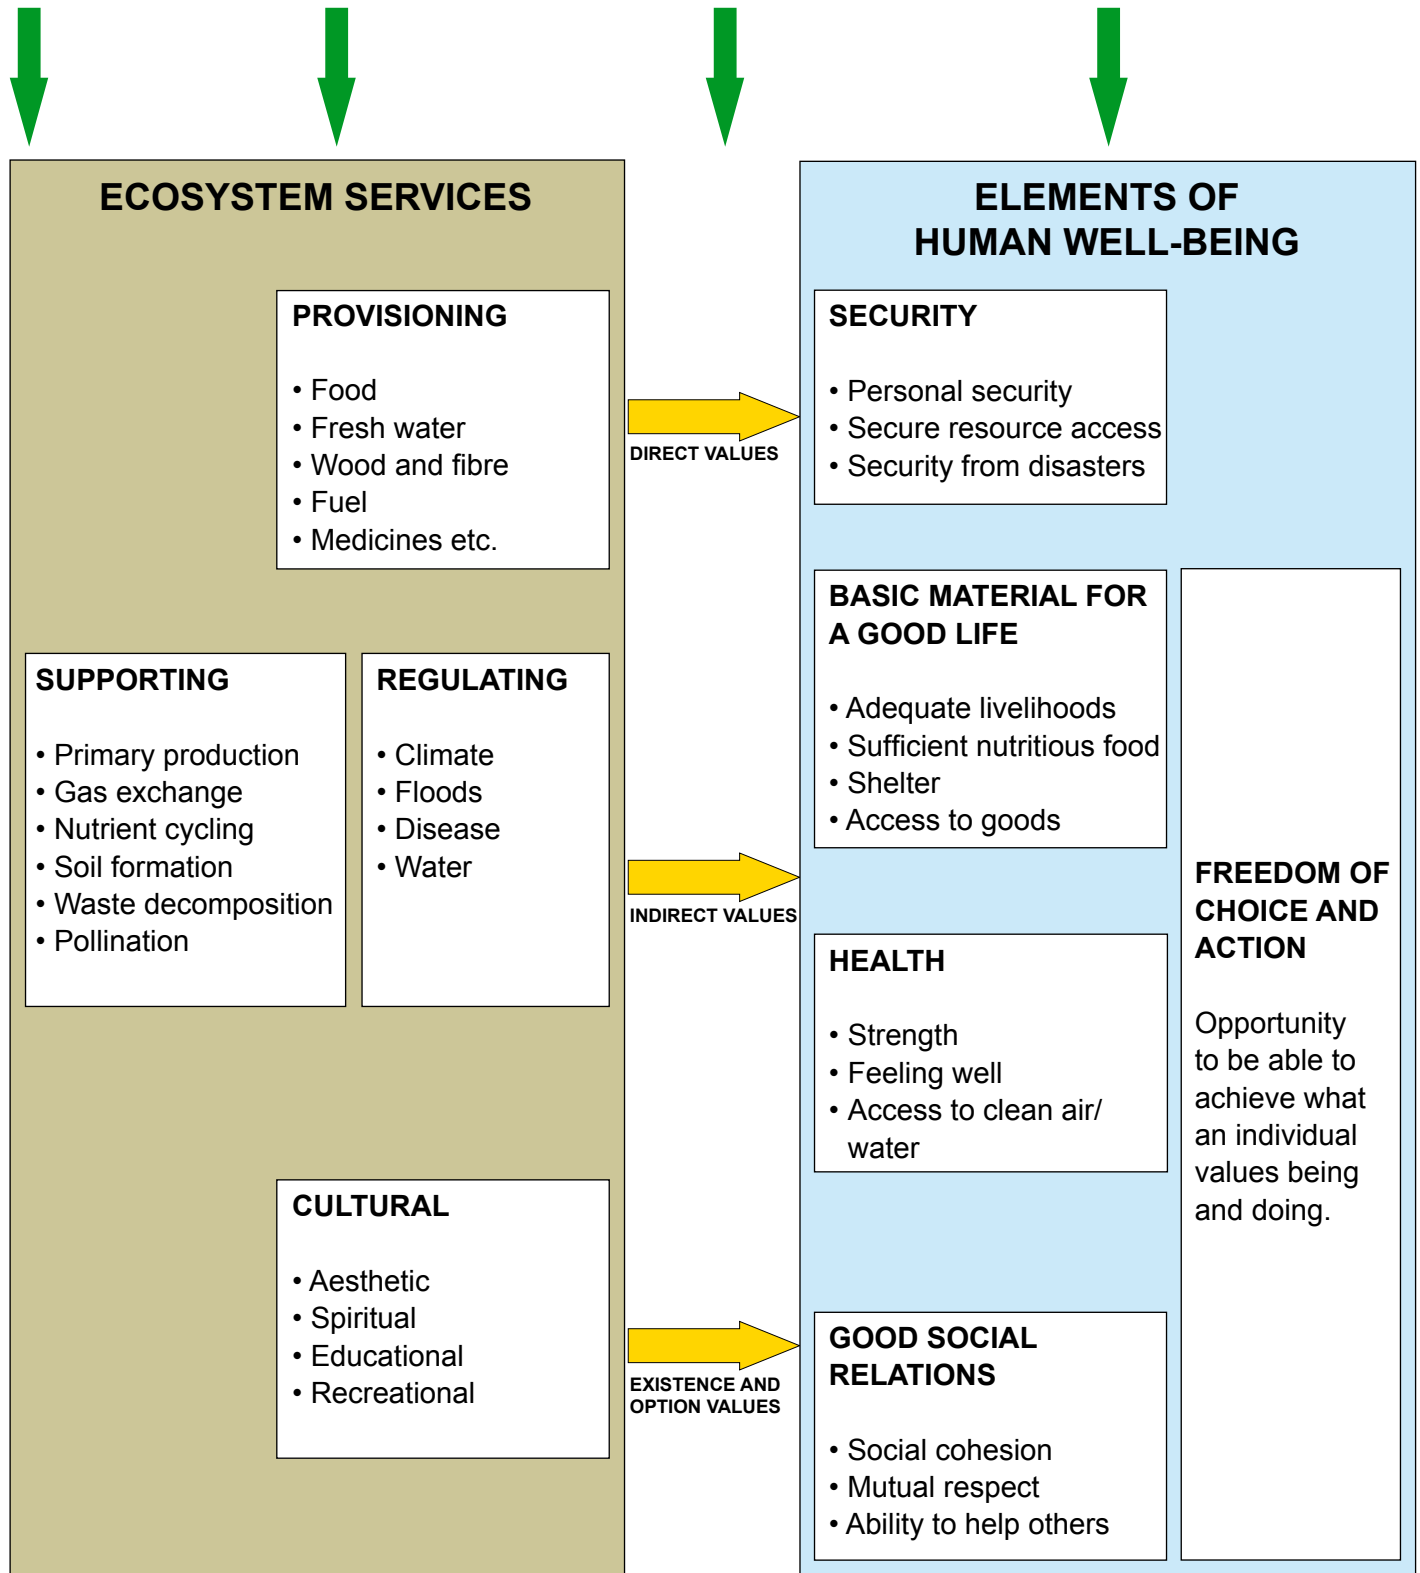 ECOSYSTEM SERVICES
PROVISIONING
• Food
• Fresh water
• Wood and fibre
• Fuel
• Medicines etc.
SUPPORTING
• Primary production
• Gas exchange
• Nutrient cycling
• Soil formation
• Waste decomposition
• Pollination
REGULATING
• Climate
• Floods
• Disease
• Water
CULTURAL
• Aesthetic
• Spiritual
• Educational
• Recreational
DIRECT VALUES
INDIRECT VALUES
EXISTENCE AND
OPTION VALUES
ELEMENTS OF
HUMAN WELL-BEING
SECURITY
• Personal security
• Secure resource access
• Security from disasters
BASIC MATERIAL FOR
A GOOD LIFE
• Adequate livelihoods
• Sufficient nutritious food
• Shelter
• Access to goods
HEALTH
• Strength
• Feeling well
• Access to clean air/
water
GOOD SOCIAL
RELATIONS
• Social cohesion
• Mutual respect
• Ability to help others
FREEDOM OF
CHOICE AND
ACTION
Opportunity
to be able to
achieve what
an individual
values being
and doing.